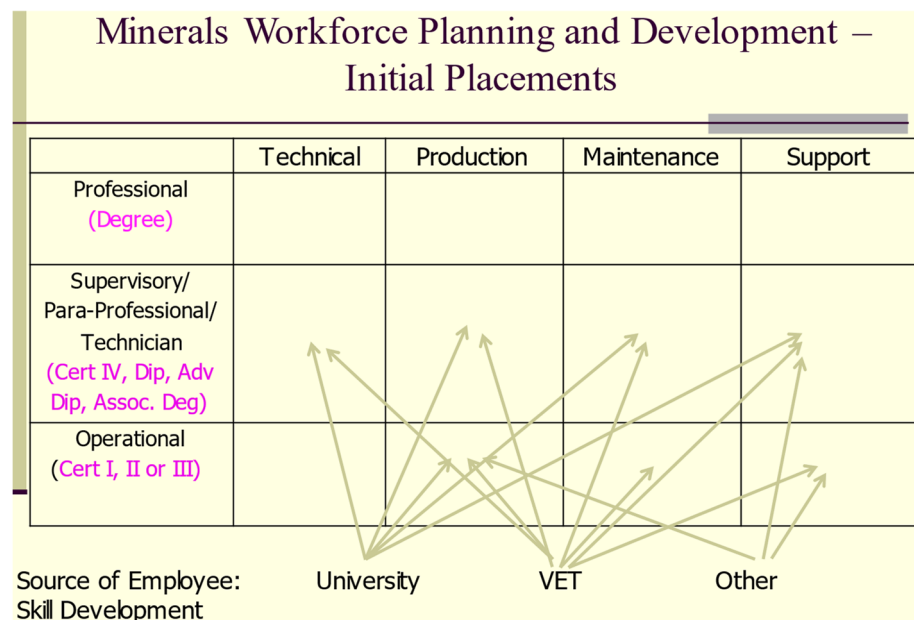 Minerals Workforce Planning and Development –
Initial Placements
Technical Production Maintenance Support
Professional
(Degree)
Supervisory/
Para-Professional/
Technician
(Cert IV, Dip, Adv
Dip, Assoc. Deg)
Operational
(Cert I, II or III)
Source of Employee: University VET Other
Skill Development